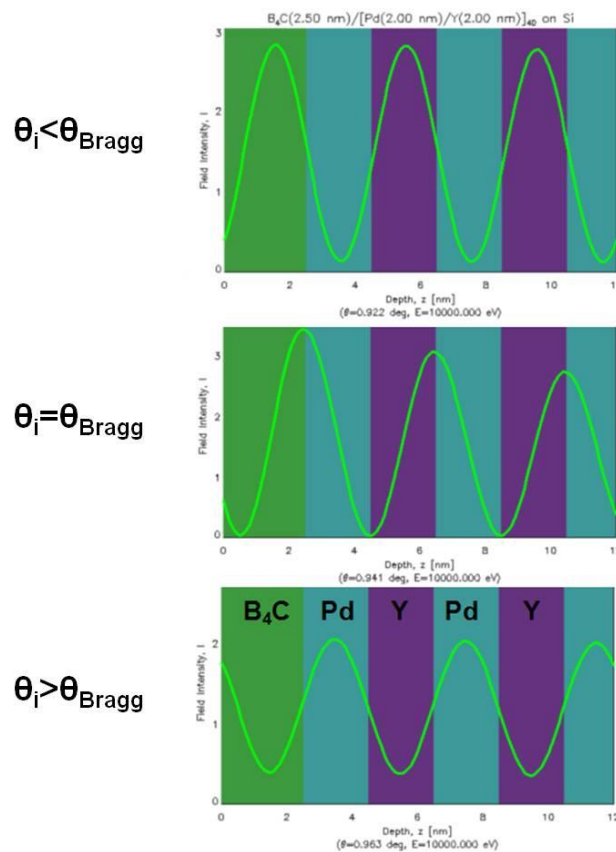 B₄C(2.50 nm)/[Pd(2.00 nm)/Y(2.00 nm)]₄₀ on Si
θᵢ<θBragg
Field Intensity, I
3
2
1
0
0 2 4 6 8 10 12
Depth, z [nm]
(θ=0.922 deg, E=10000.000 eV)
θᵢ=θBragg
Field Intensity, I
3
2
1
0
0 2 4 6 8 10 12
Depth, z [nm]
(θ=0.941 deg, E=10000.000 eV)
θᵢ>θBragg
B₄C Pd Y Pd Y
Field Intensity, I
2
1
0
0 2 4 6 8 10 12
Depth, z [nm]
(θ=0.963 deg, E=10000.000 eV)